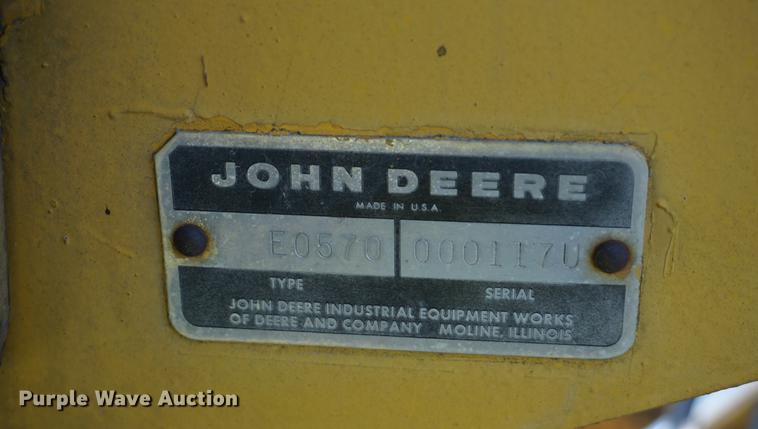 JOHN DEERE
MADE IN U.S.A.
E0570 000117U
TYPE SERIAL
JOHN DEERE INDUSTRIAL EQUIPMENT WORKS
OF DEERE AND COMPANY MOLINE, ILLINOIS
Purple Wave Auction